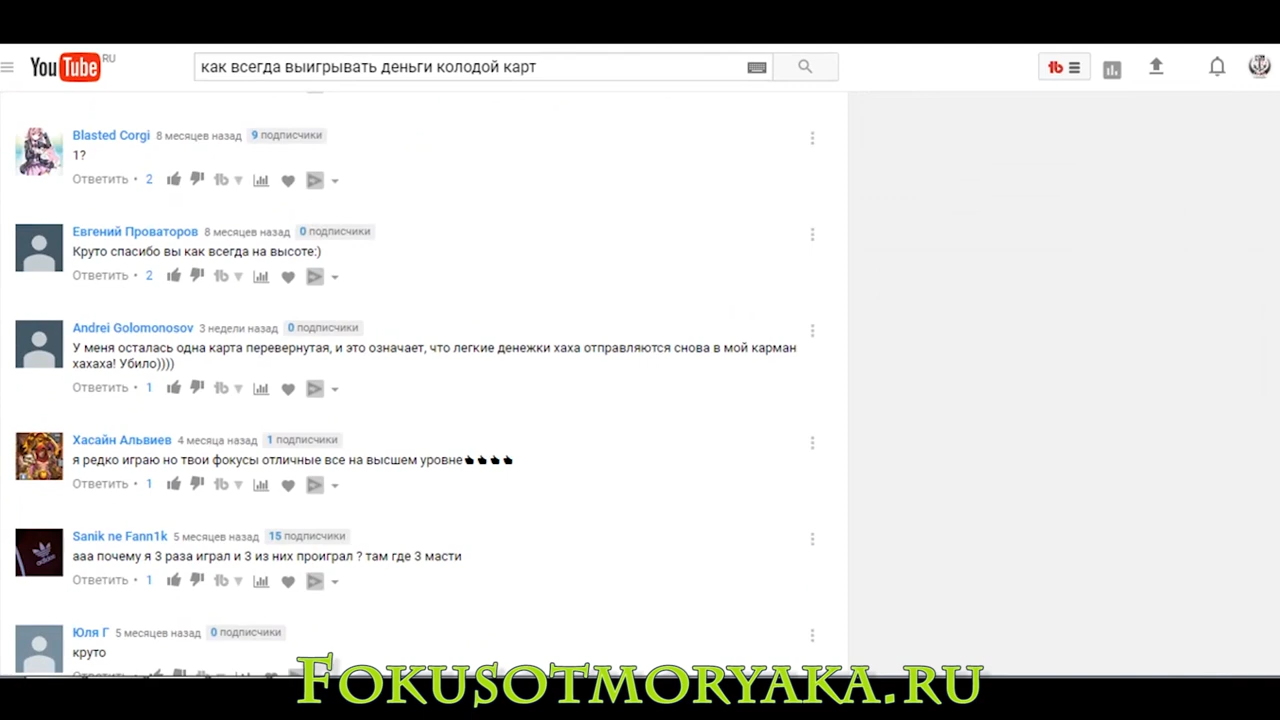 YouTube RU
как всегда выигрывать деньги колодой карт
Blasted Corgi 8 месяцев назад 9 подписчики
1?
Ответить • 2
Евгений Проваторов 8 месяцев назад 0 подписчики
Круто спасибо вы как всегда на высоте:)
Ответить • 2
Andrei Golomonosov 3 недели назад 0 подписчики
У меня осталась одна карта перевернутая, и это означает, что легкие денежки хаха отправляются снова в мой карман
хахаха! Убило))))
Ответить • 1
Хасайн Альвиев 4 месяца назад 1 подписчики
я редко играю но твои фокусы отличные все на высшем уровне
Ответить • 1
Sanik ne Fann1k 5 месяцев назад 15 подписчики
ааа почему я 3 раза играл и 3 из них проиграл ? там где 3 масти
Ответить • 1
Юля Г 5 месяцев назад 0 подписчики
круто
Fokusotmoryaka.ru